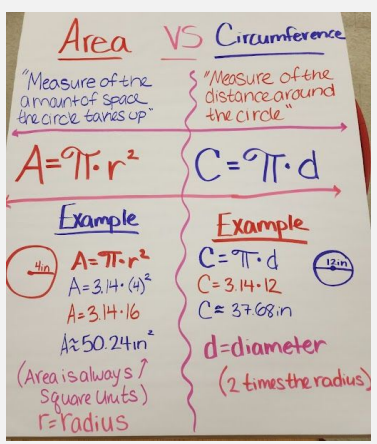 Area VS Circumference
"Measure of the
amount of space
the circle takes up"
"Measure of the
distance around
the circle"
A=π·r²
C=π·d
Example
4in
A=π·r²
A=3.14·(4)²
A=3.14·16
A≈50.24in²
(Area is always
Square Units)
r=radius
Example
C=π·d
12in
C=3.14·12
C≈37.68in
d=diameter
(2 times the radius)